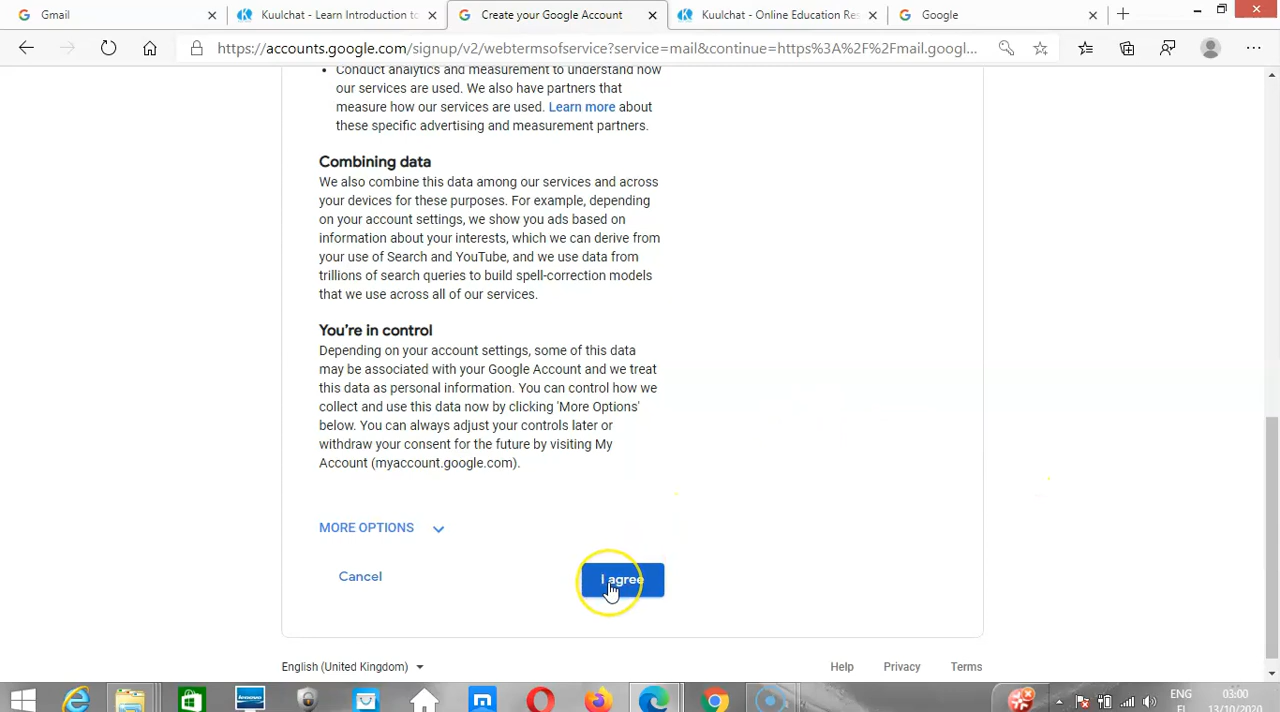 Gmail
Kuulchat - Learn Introduction to
Create your Google Account
Kuulchat - Online Education Res
Google
https://accounts.google.com/signup/v2/webtermsofservice?service=mail&continue=https%3A%2F%2Fmail.googl...
• Conduct analytics and measurement to understand how
our services are used. We also have partners that
measure how our services are used. Learn more about
these specific advertising and measurement partners.
Combining data
We also combine this data among our services and across
your devices for these purposes. For example, depending
on your account settings, we show you ads based on
information about your interests, which we can derive from
your use of Search and YouTube, and we use data from
trillions of search queries to build spell-correction models
that we use across all of our services.
You're in control
Depending on your account settings, some of this data
may be associated with your Google Account and we treat
this data as personal information. You can control how we
collect and use this data now by clicking 'More Options'
below. You can always adjust your controls later or
withdraw your consent for the future by visiting My
Account (myaccount.google.com).
MORE OPTIONS
Cancel
I agree
English (United Kingdom)
Help
Privacy
Terms
lenovo
ENG
FI
03:00
13/10/2020